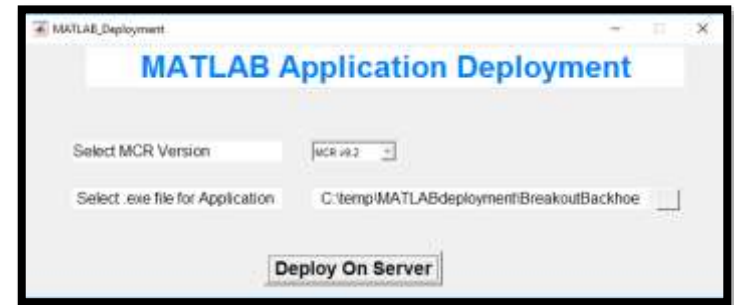 MATLAB_Deployment
MATLAB Application Deployment
Select MCR Version
MCR v9.2
Select .exe file for Application
C:\temp\MATLABdeployment\BreakoutBackhoe
Deploy On Server